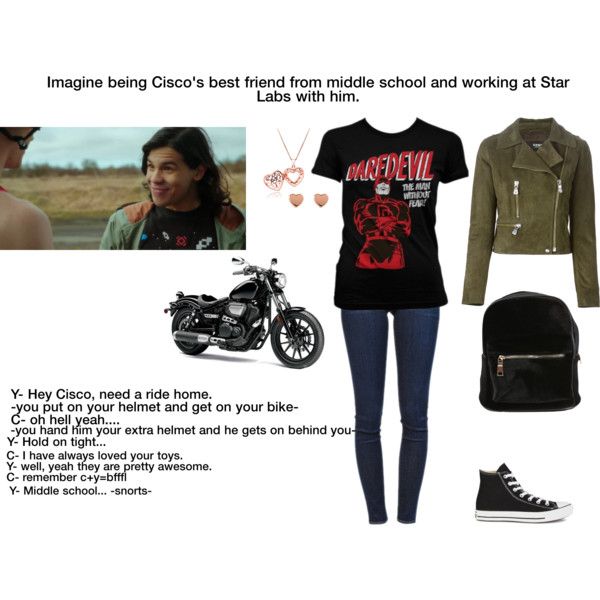 Imagine being Cisco's best friend from middle school and working at Star
Labs with him.
DAREDEVIL
THE MAN
WITHOUT
FEAR!
Y- Hey Cisco, need a ride home.
-you put on your helmet and get on your bike-
C- oh hell yeah....
-you hand him your extra helmet and he gets on behind you-
Y- Hold on tight...
C- I have always loved your toys.
Y- well, yeah they are pretty awesome.
C- remember c+y=bfffl
Y- Middle school... -snorts-